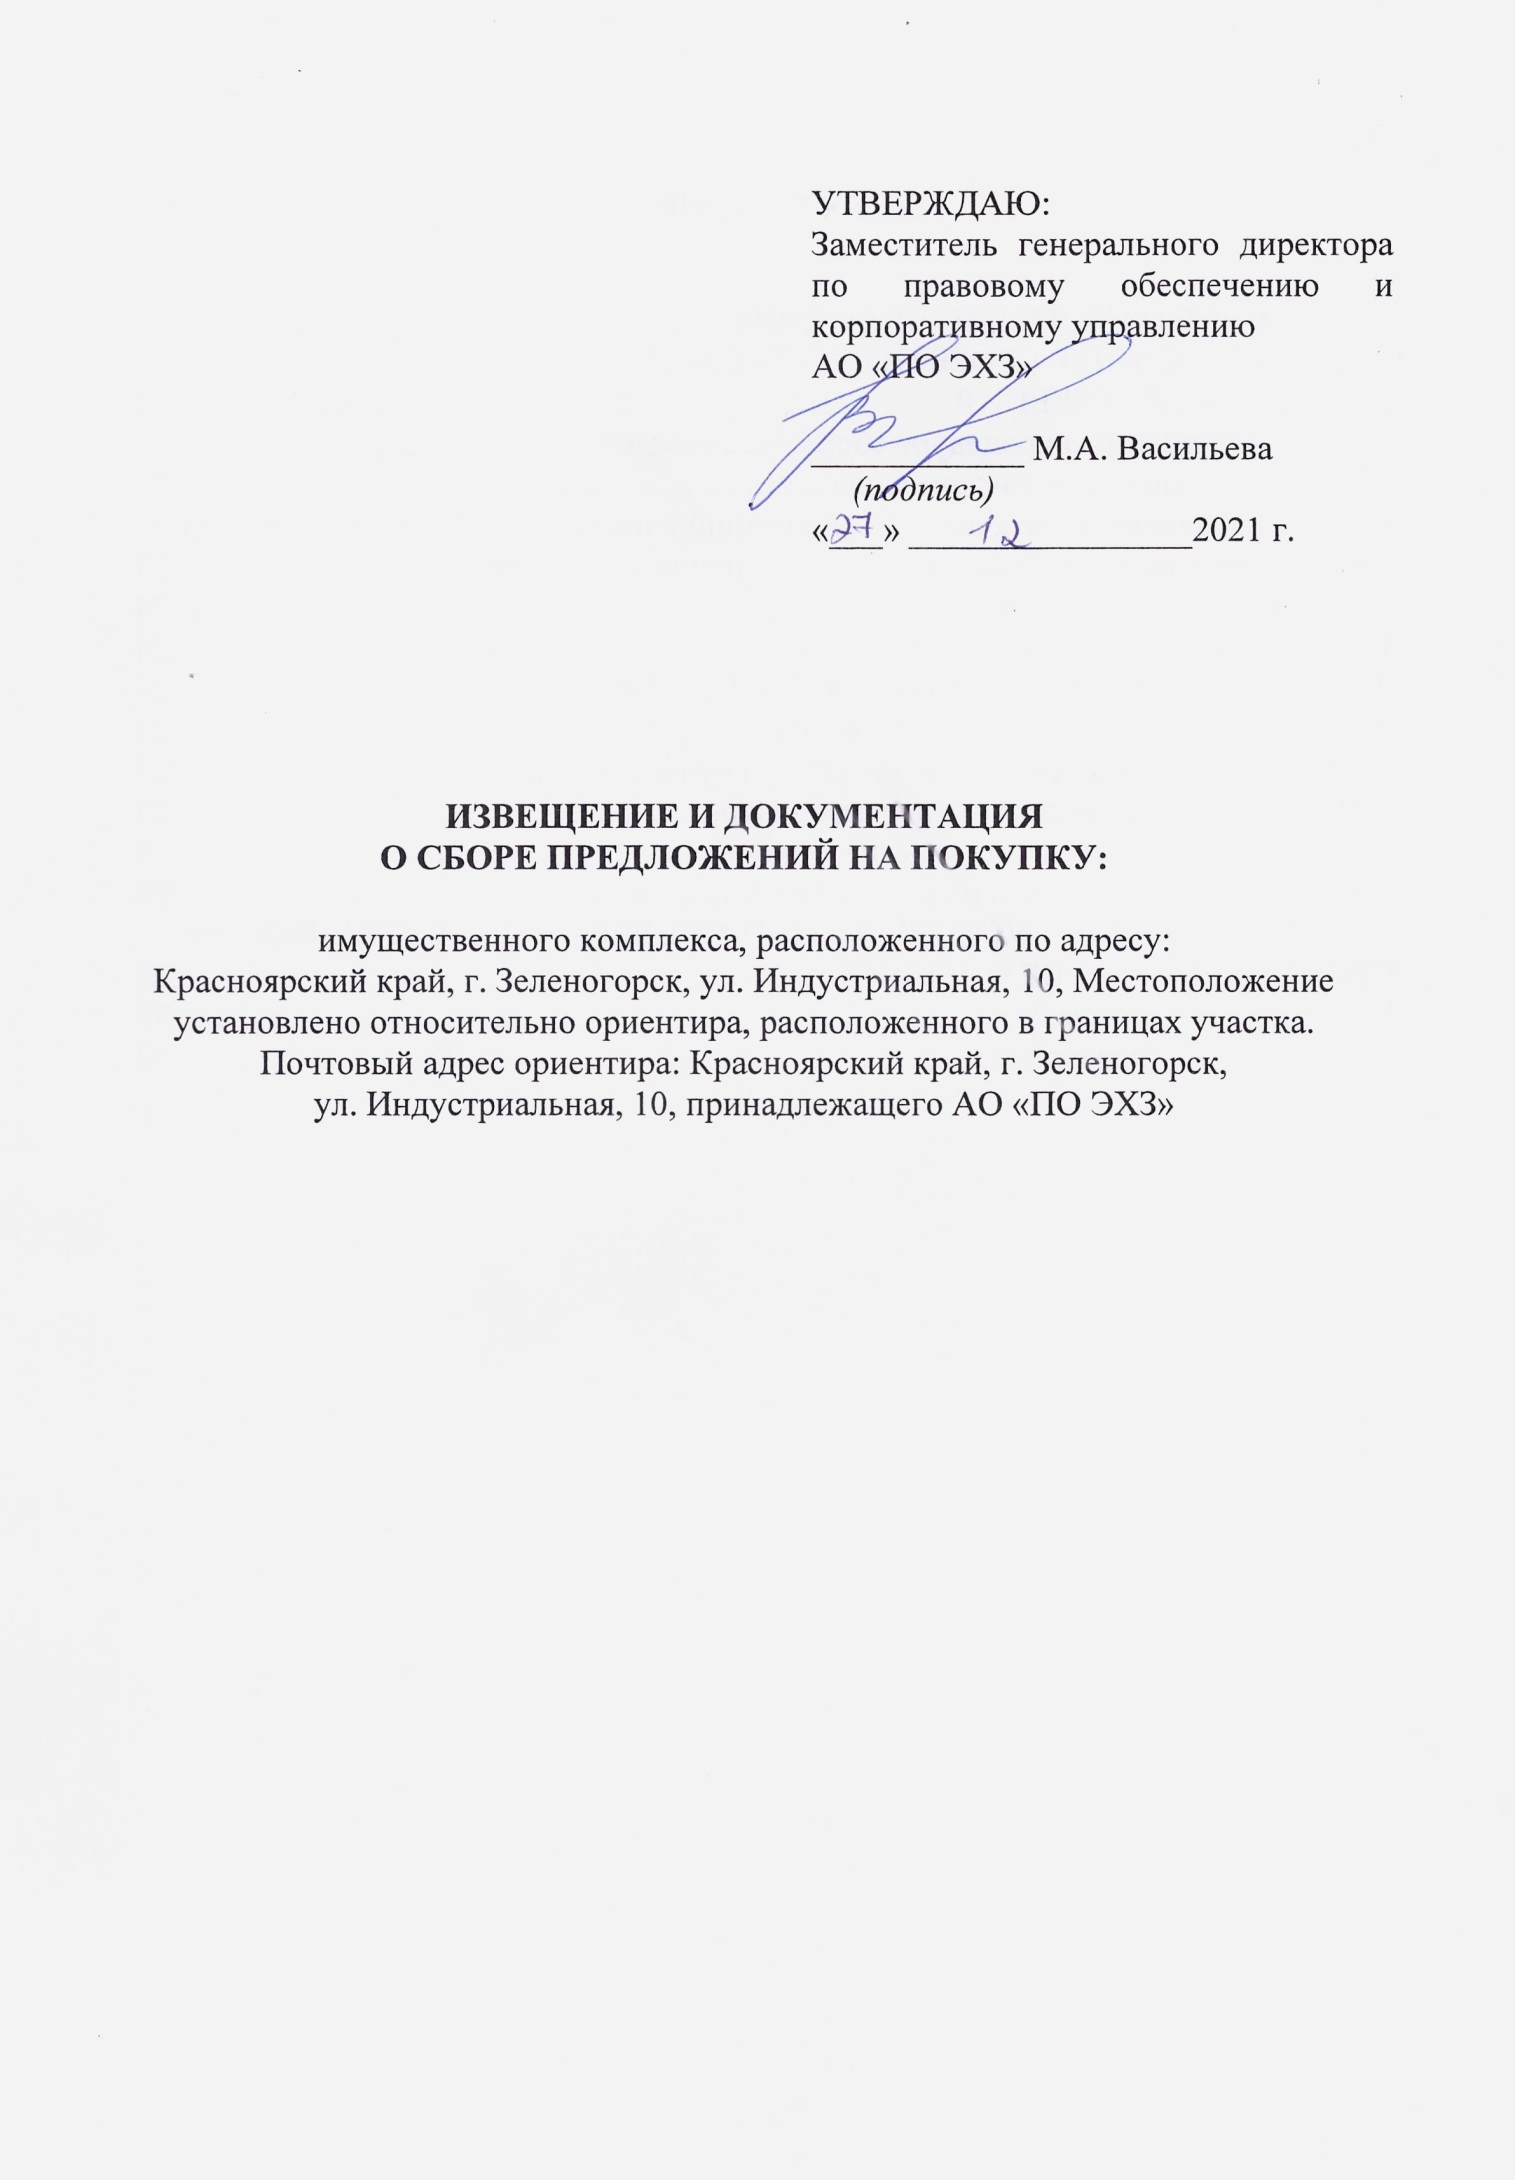 УТВЕРЖДАЮ:
Заместитель генерального директора
по правовому обеспечению и
корпоративному управлению
АО «ПО ЭХЗ»
____________ М.А. Васильева
(подпись)
«27» 12 2021 г.
ИЗВЕЩЕНИЕ И ДОКУМЕНТАЦИЯ
О СБОРЕ ПРЕДЛОЖЕНИЙ НА ПОКУПКУ:
имущественного комплекса, расположенного по адресу:
Красноярский край, г. Зеленогорск, ул. Индустриальная, 10, Местоположение
установлено относительно ориентира, расположенного в границах участка.
Почтовый адрес ориентира: Красноярский край, г. Зеленогорск,
ул. Индустриальная, 10, принадлежащего АО «ПО ЭХЗ»